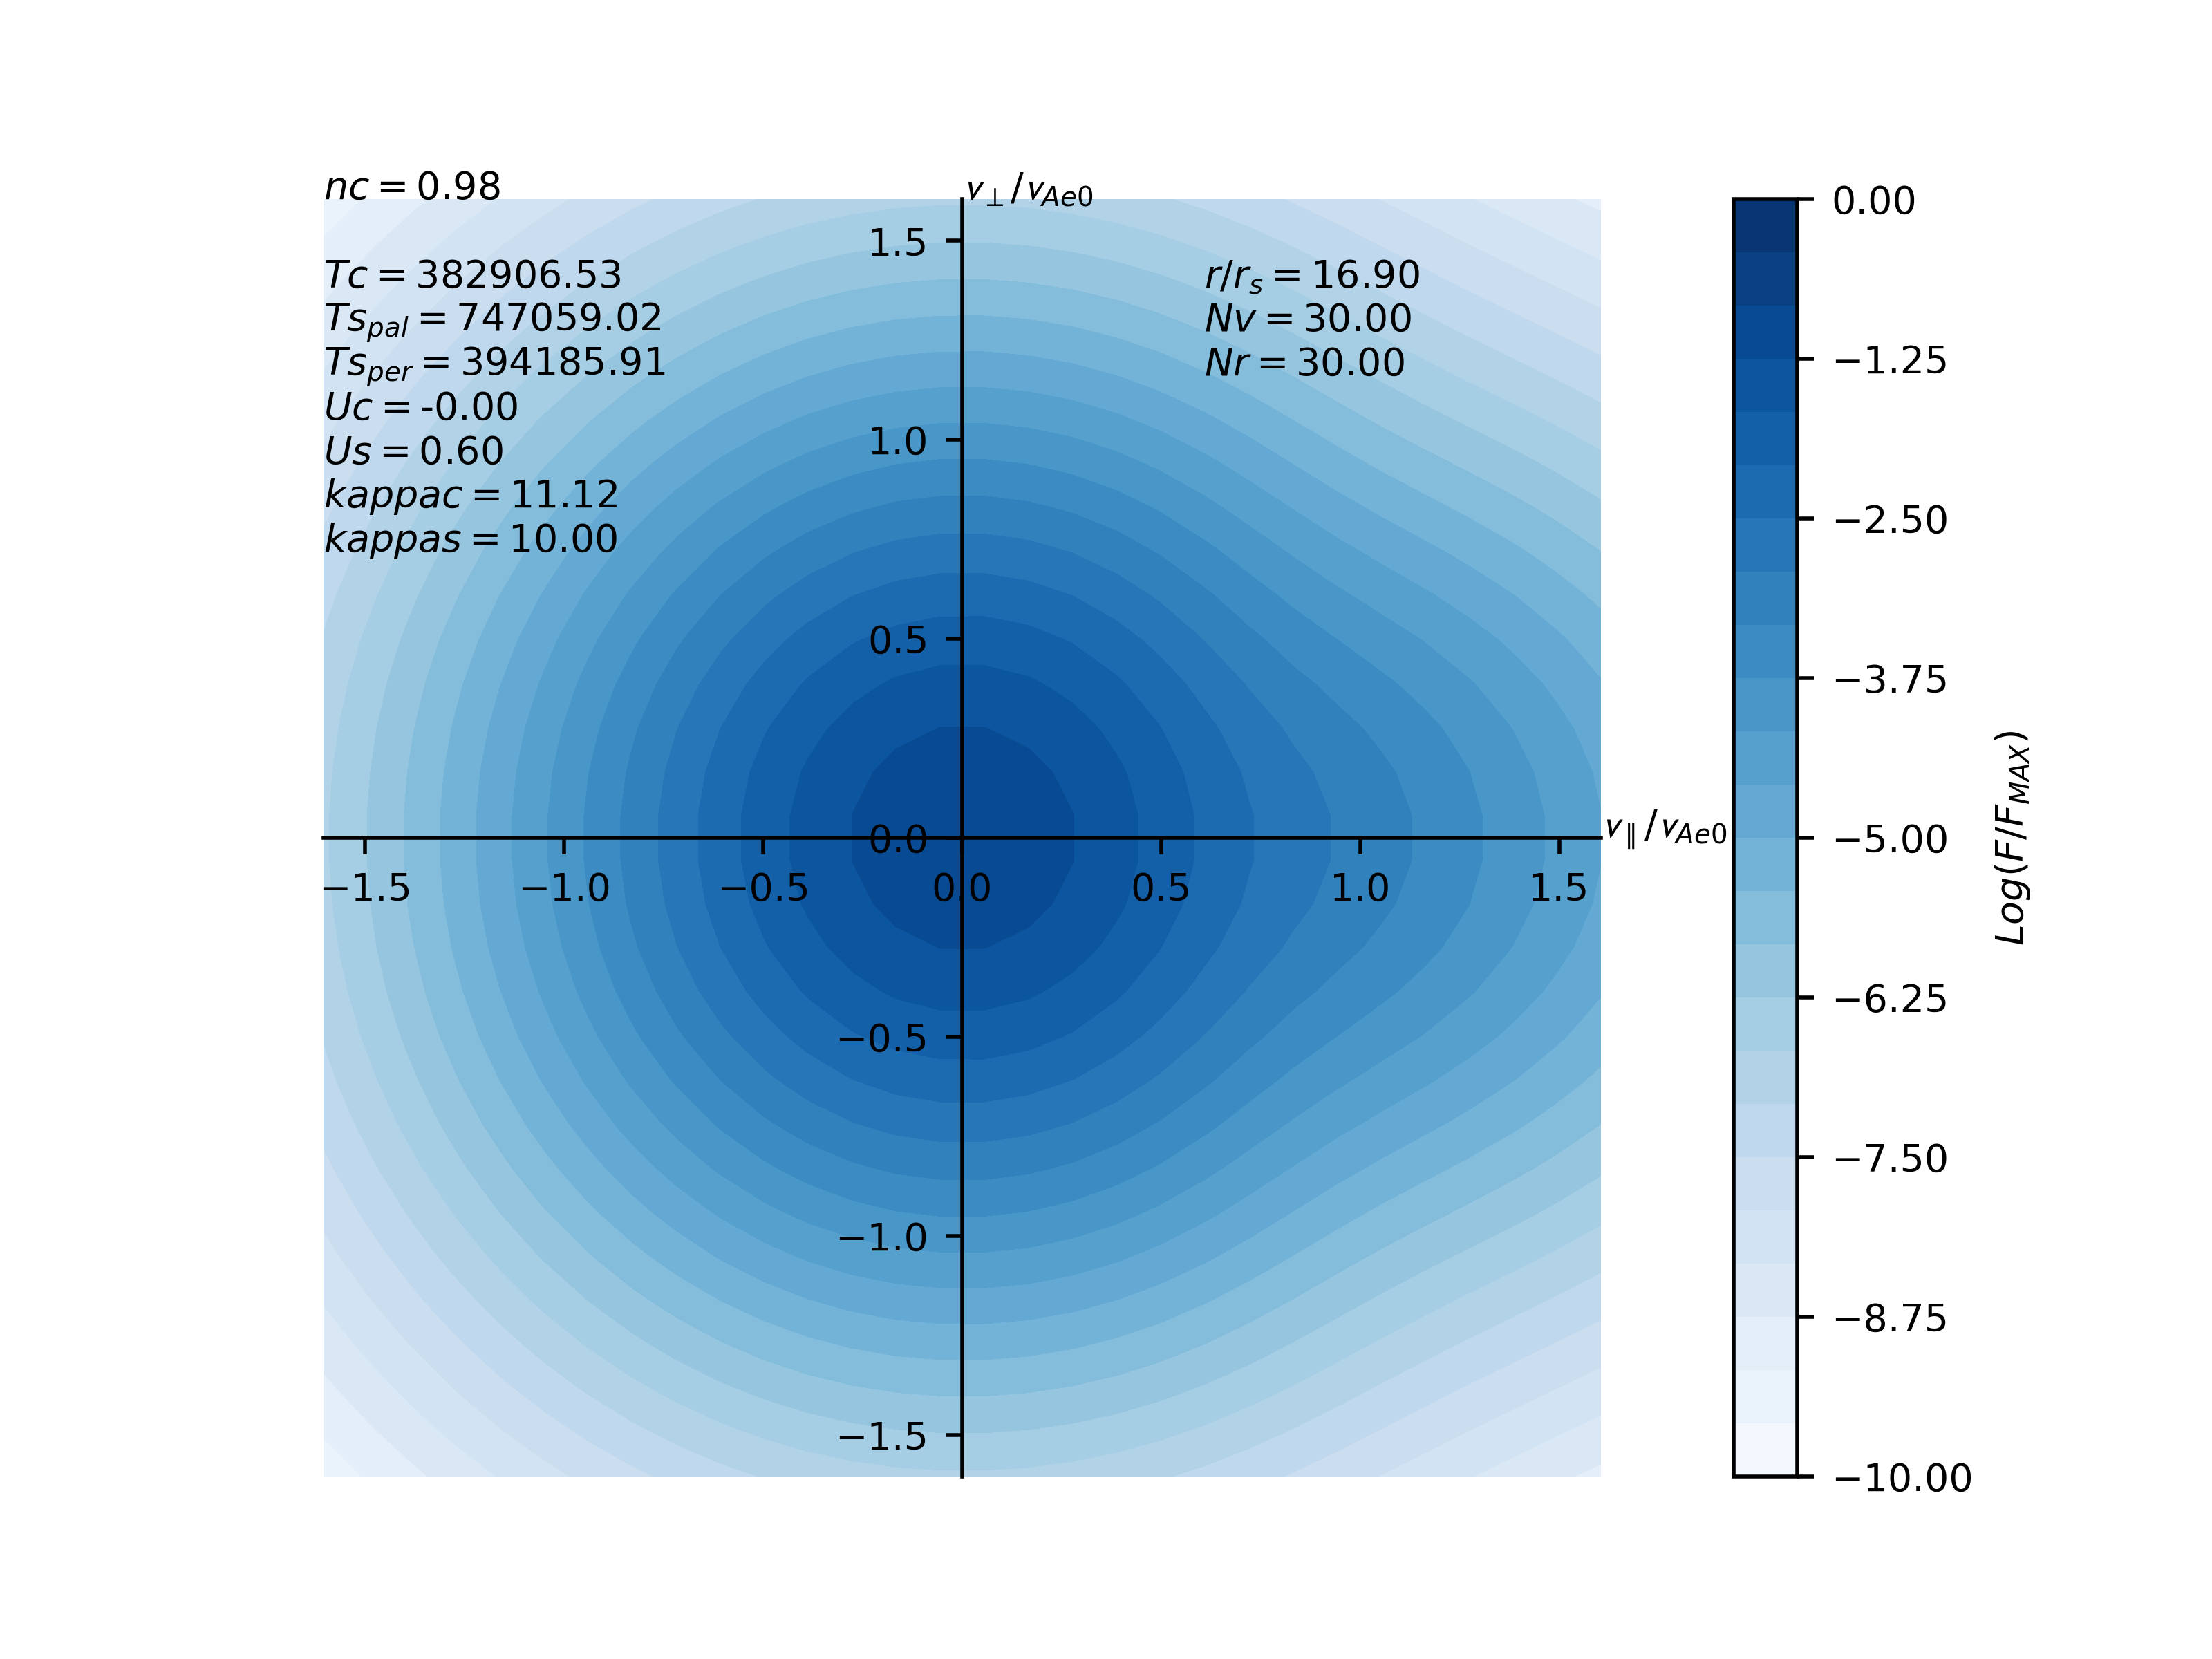 nc = 0.98
v⊥/vAe0
Tc = 382906.53
Tspal = 747059.02
Tsper = 394185.91
Uc = -0.00
Us = 0.60
kappac = 11.12
kappas = 10.00
r/rs = 16.90
Nv = 30.00
Nr = 30.00
1.5
1.0
0.5
0.0
−0.5
−1.0
−1.5
−1.5
−1.0
−0.5
0.0
0.5
1.0
1.5
v∥/vAe0
0.00
−1.25
−2.50
−3.75
−5.00
−6.25
−7.50
−8.75
−10.00
Log(F/FMAX)